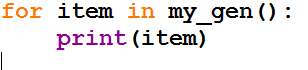 for item in my_gen():
    print(item)